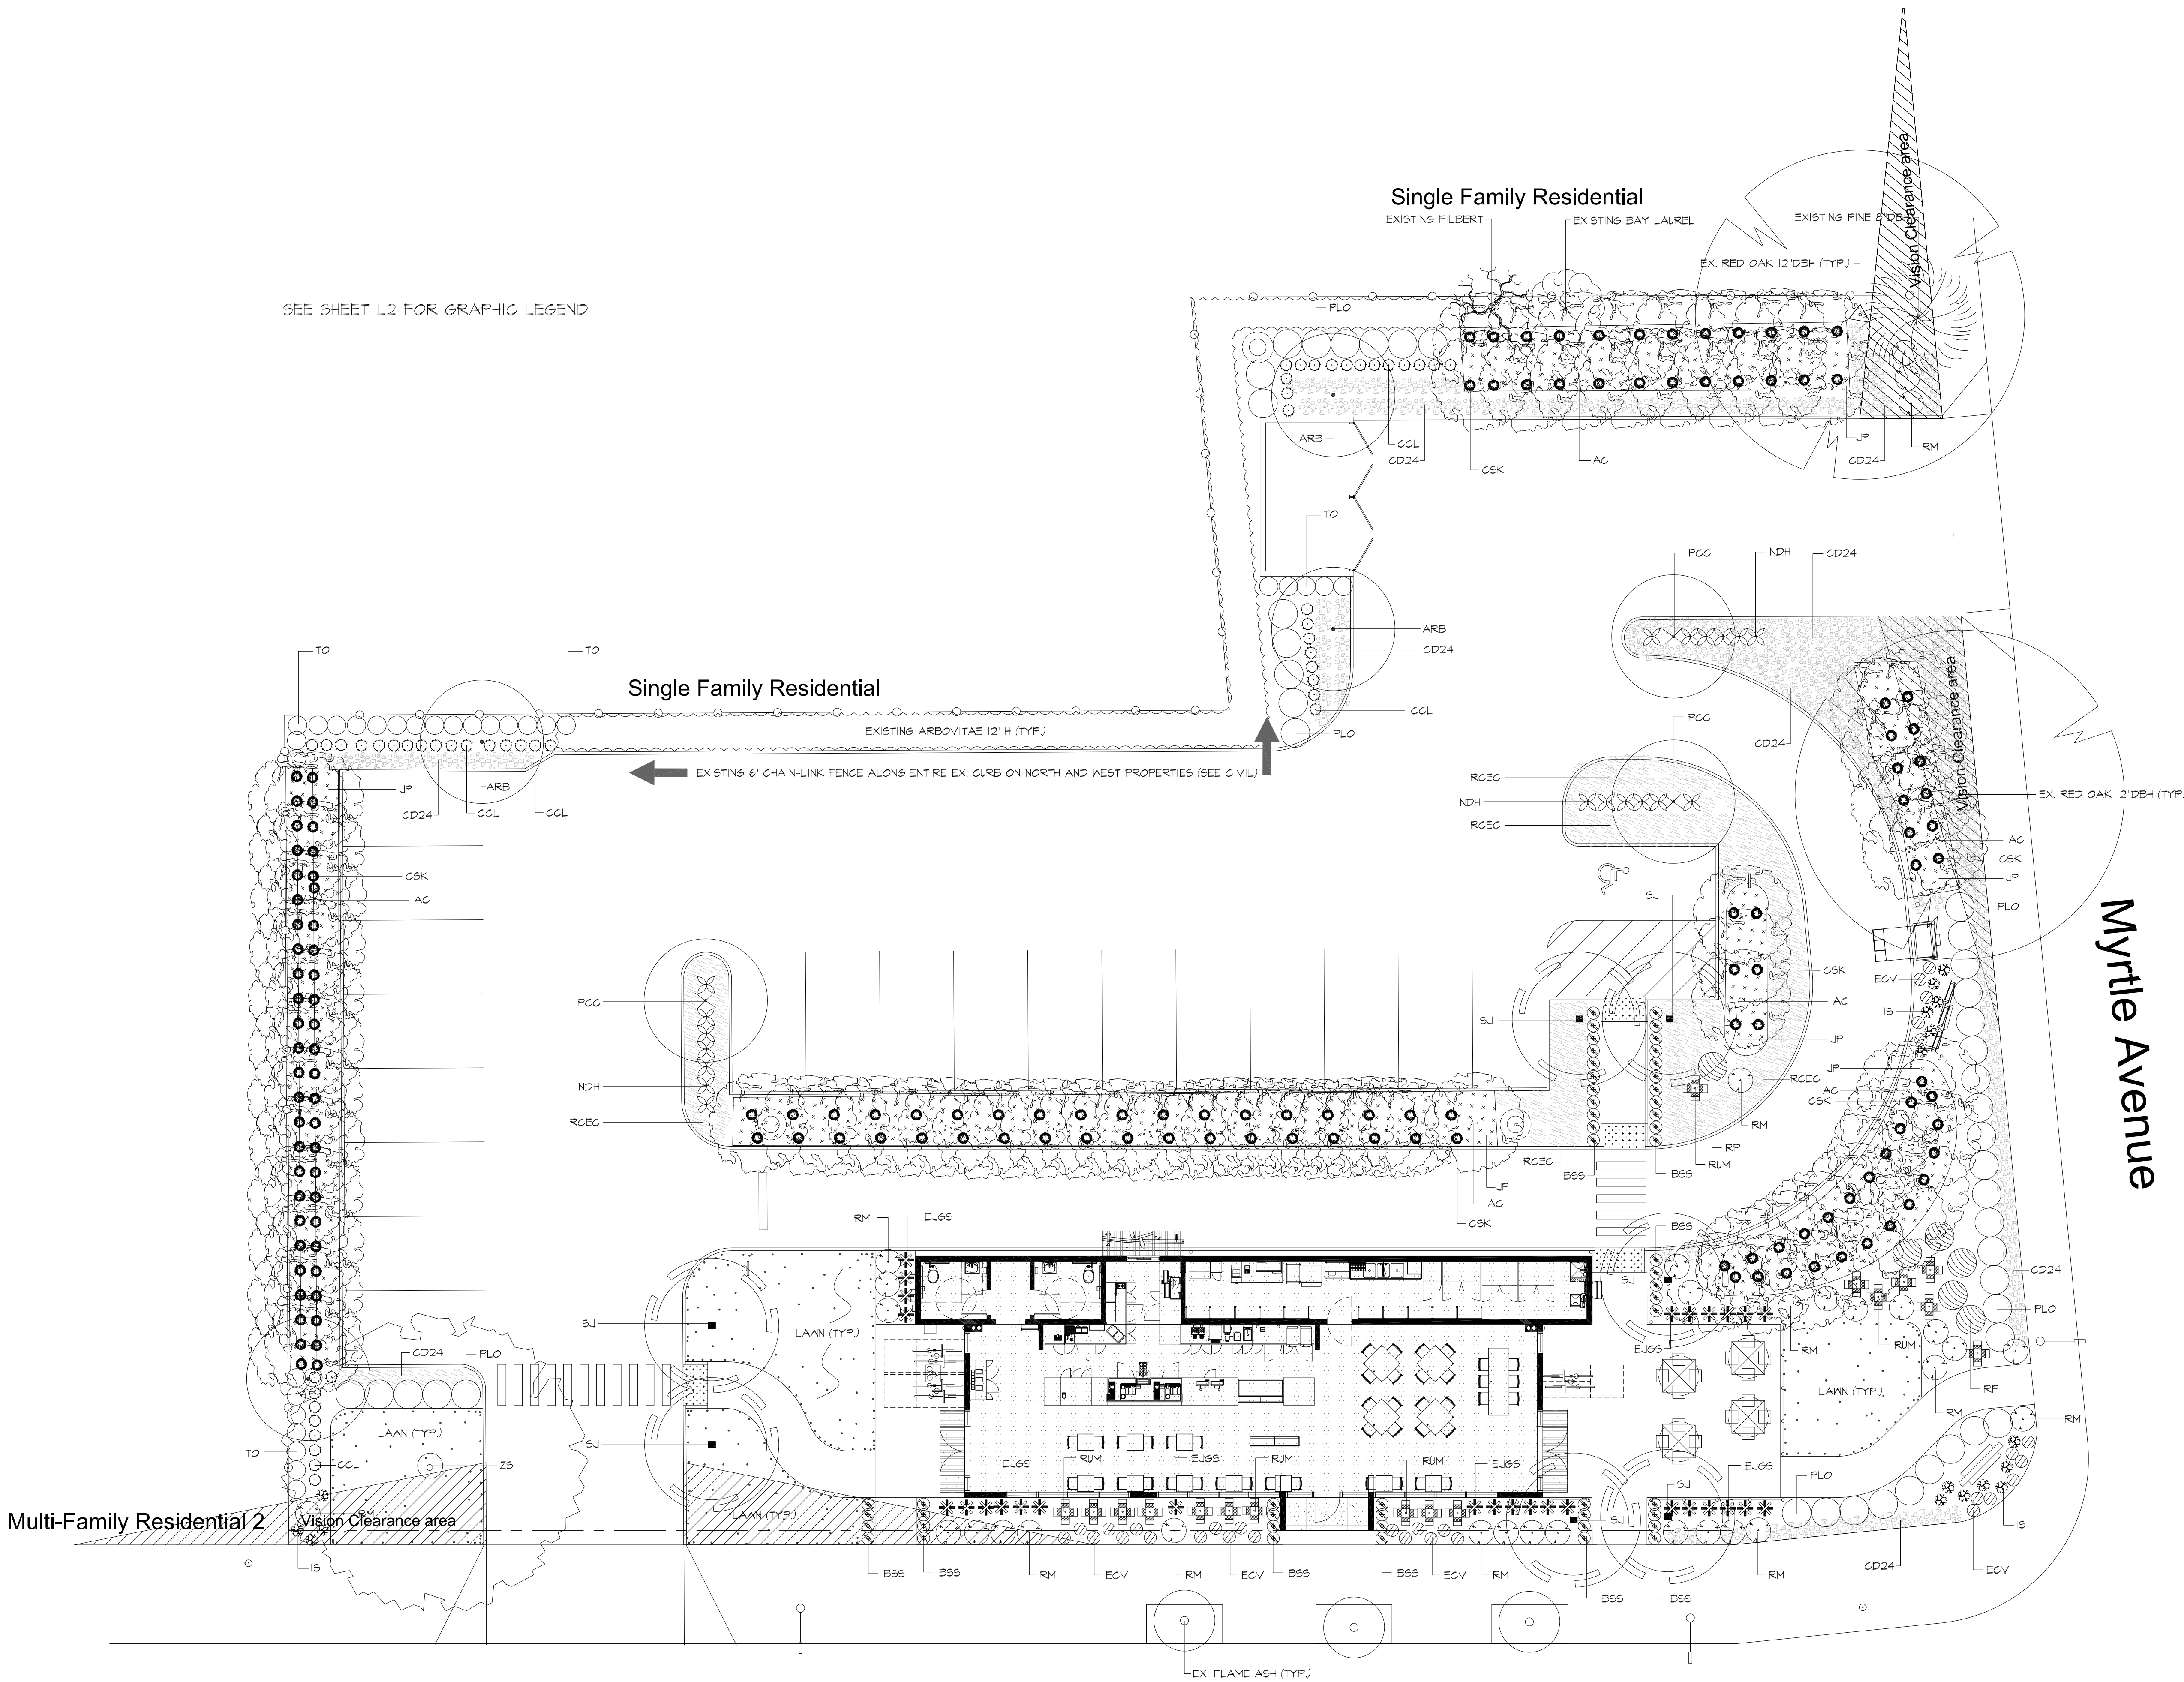 Single Family Residential
EXISTING FILBERT
EXISTING BAY LAUREL
EXISTING PINE 8"DBH
Vision Clearance area
EX. RED OAK 12"DBH (TYP.)
SEE SHEET L2 FOR GRAPHIC LEGEND
PLO
ARB
CCL
CD24
CSK
AC
JP
CD24
RM
TO
PCC
NDH
CD24
ARB
CD24
TO
TO
Single Family Residential
CCL
PLO
PCC
CD24
Vision Clearance area
EXISTING ARBOVITAE 12' H (TYP.)
EXISTING 6' CHAIN-LINK FENCE ALONG ENTIRE EX. CURB ON NORTH AND WEST PROPERTIES (SEE CIVIL)
RCEC
NDH
RCEC
EX. RED OAK 12"DBH (TYP.
JP
ARB
CD24
CCL
CCL
AC
CSK
JP
CSK
AC
SJ
PLO
Myrtle Avenue
CSK
ECV
PCC
AC
IS
SJ
JP
JP
RCEC
AC
CSK
NDH
RCEC
RM
RP
RCEC
RUM
BSS
BSS
JP
AC
CSK
RM
EJGS
BSS
SJ
CD24
PLO
SJ
LAWN (TYP.)
EJGS
RM
RUM
CD24
PLO
LAWN (TYP.)
RP
RM
RM
LAWN (TYP.)
SJ
TO
CCL
ZS
EJGS
RUM
EJGS
RUM
RUM
EJGS
EJGS
SJ
PLO
Multi-Family Residential 2
RM
Vision Clearance area
LAWN (TYP.)
SJ
IS
IS
BSS
BSS
RM
ECV
RM
ECV
BSS
BSS
ECV
RM
BSS
BSS
RM
CD24
ECV
EX. FLAME ASH (TYP.)